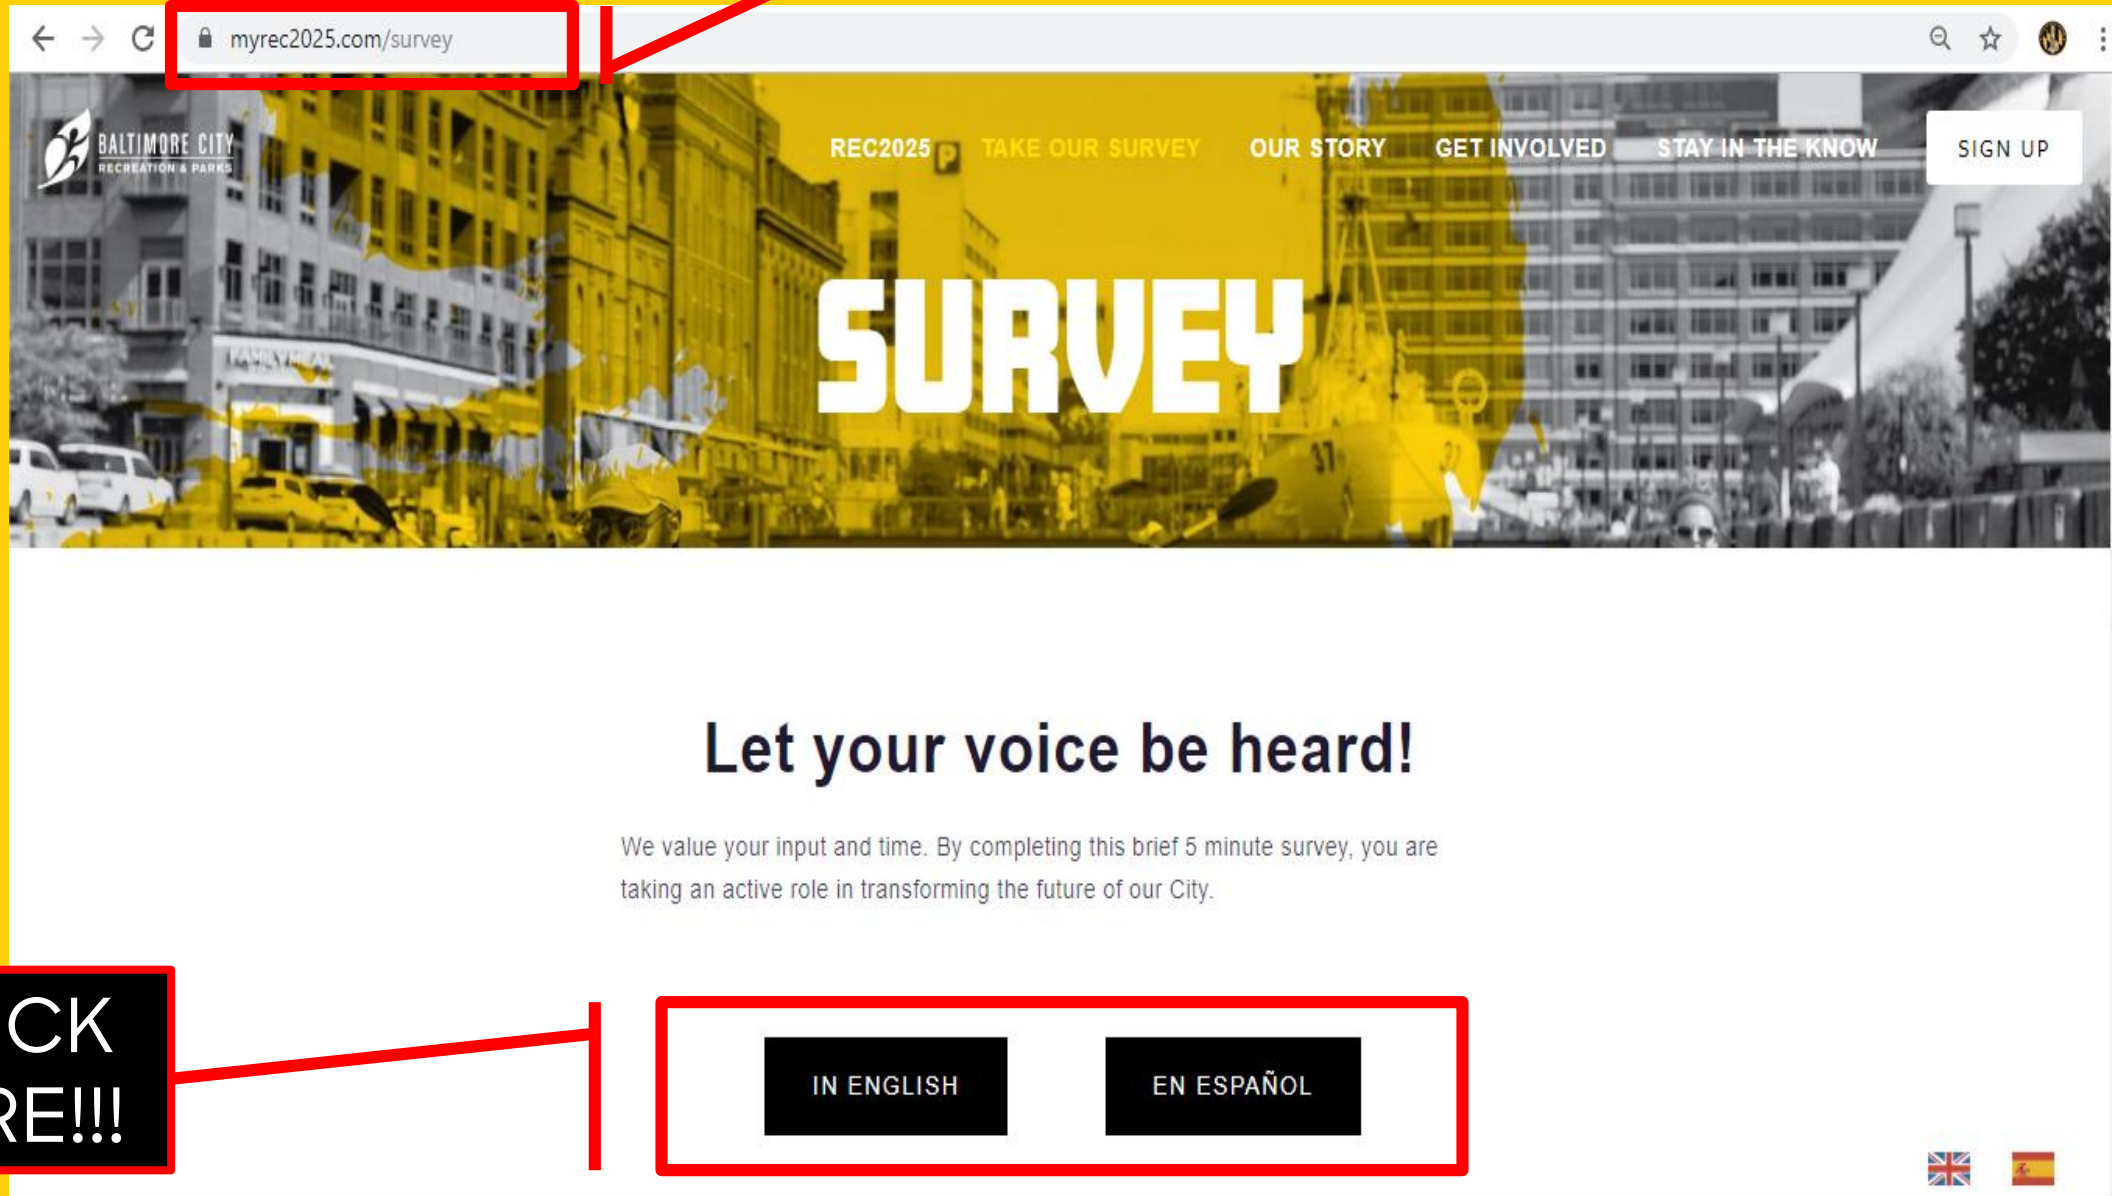 myrec2025.com/survey
BALTIMORE CITY
RECREATION & PARKS
REC2025 TAKE OUR SURVEY OUR STORY GET INVOLVED STAY IN THE KNOW SIGN UP
P
SURVEY
FAMILY MEAL
37
Let your voice be heard!
We value your input and time. By completing this brief 5 minute survey, you are
taking an active role in transforming the future of our City.
CK
RE!!!
IN ENGLISH EN ESPAÑOL